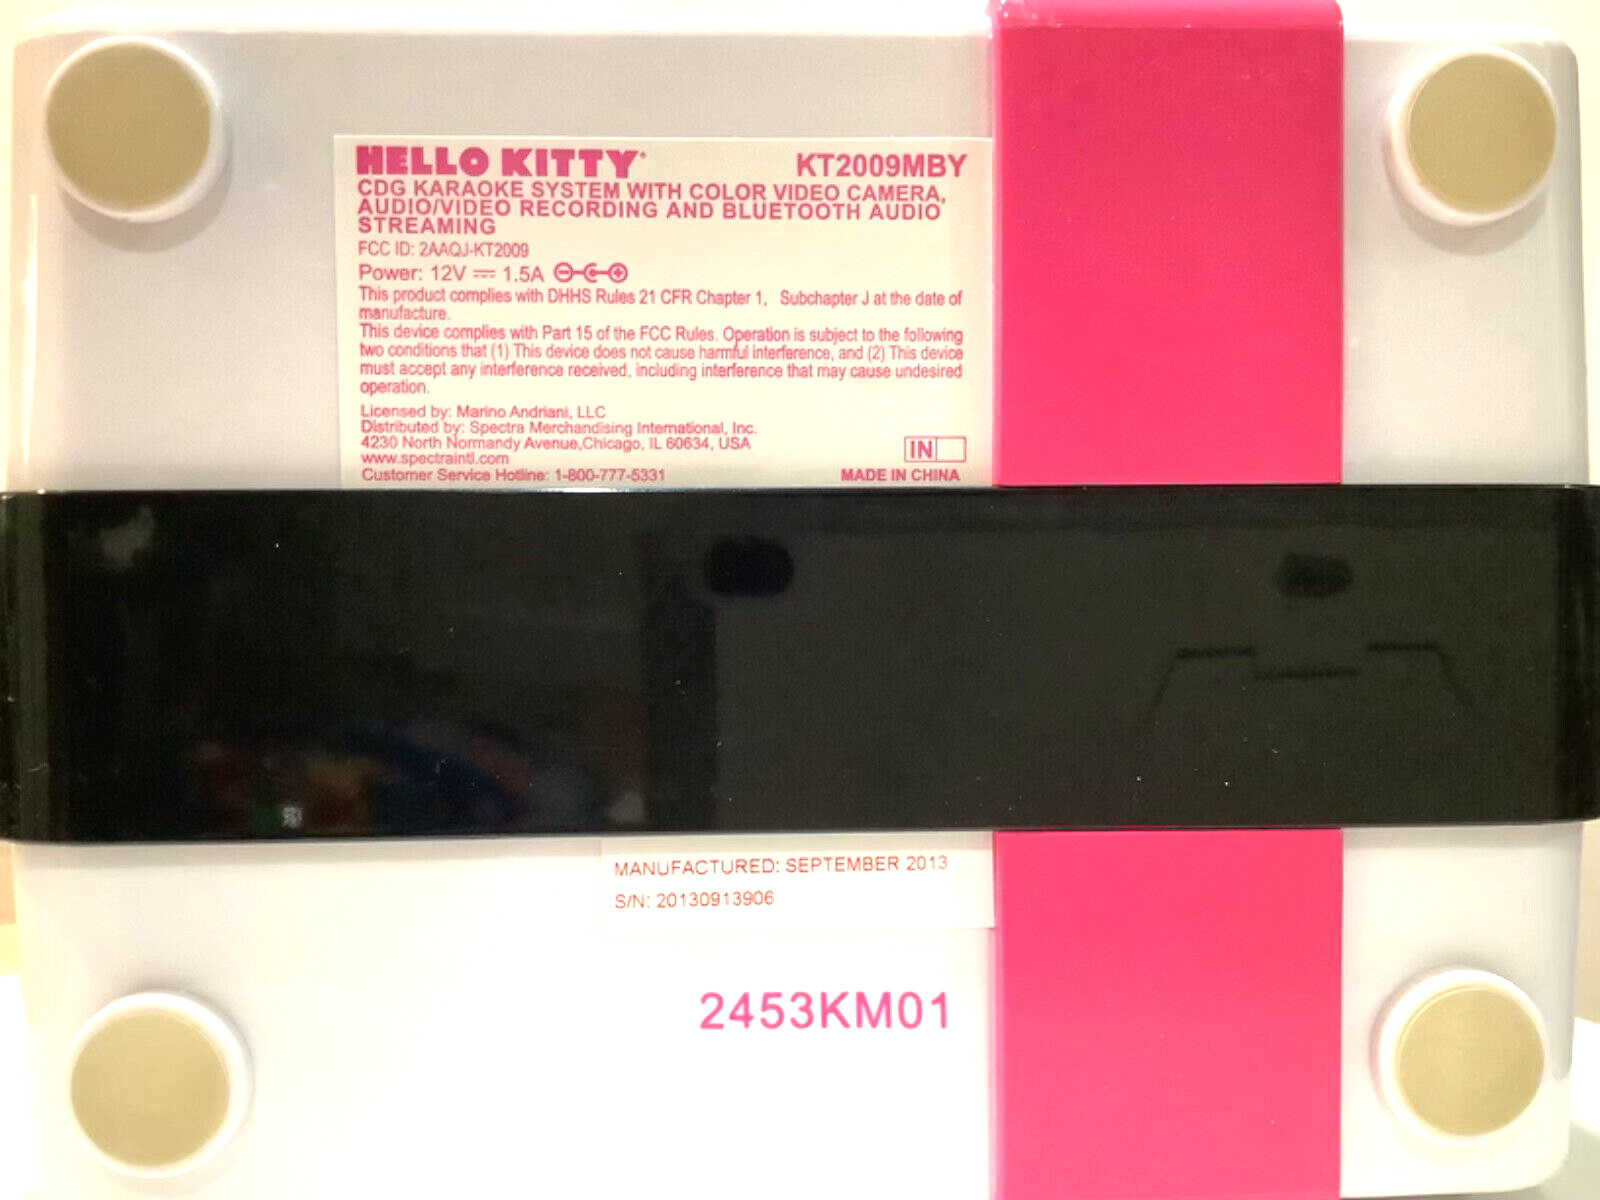 HELLO KITTY® KT2009MBY
CDG KARAOKE SYSTEM WITH COLOR VIDEO CAMERA,
AUDIO/VIDEO RECORDING AND BLUETOOTH AUDIO
STREAMING
FCC ID: 2AAQJ-KT2009
Power: 12V ⎓ 1.5A
This product complies with DHHS Rules 21 CFR Chapter 1, Subchapter J at the date of
manufacture.
This device complies with Part 15 of the FCC Rules. Operation is subject to the following
two conditions that (1) This device does not cause harmful interference, and (2) This device
must accept any interference received, including interference that may cause undesired
operation.
Licensed by: Marino Andriani, LLC
Distributed by: Spectra Merchandising International, Inc.
4230 North Normandy Avenue,Chicago, IL 60634, USA
www.spectraintl.com
IN
Customer Service Hotline: 1-800-777-5331 MADE IN CHINA
MANUFACTURED: SEPTEMBER 2013
S/N: 20130913906
2453KM01